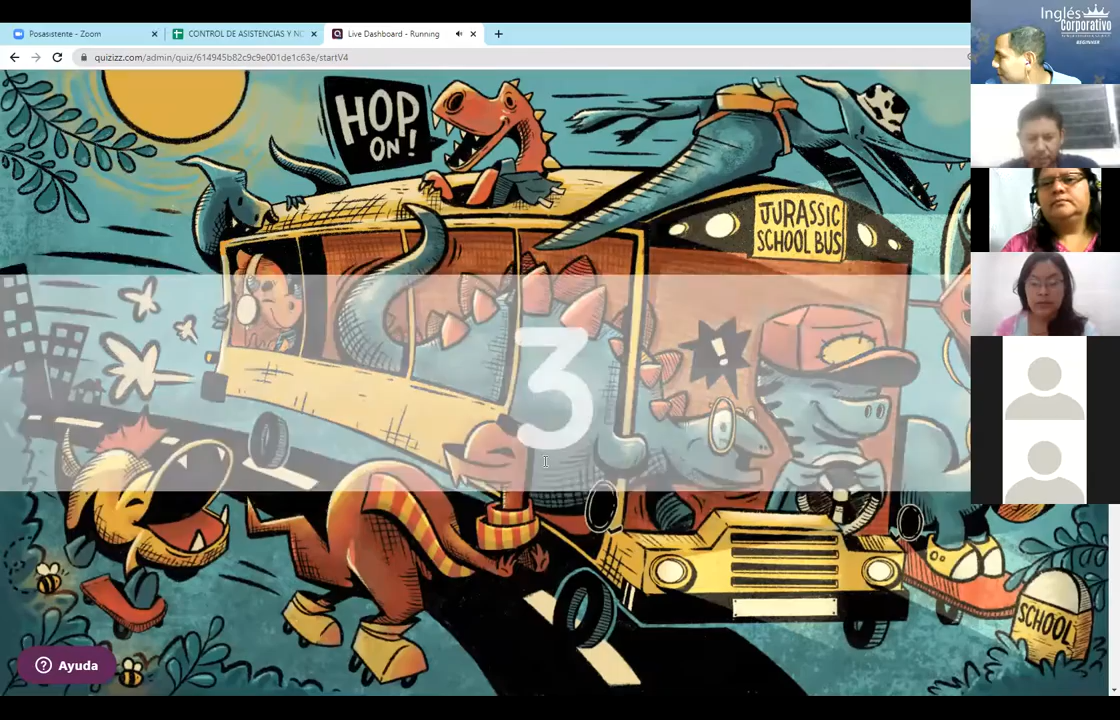 Posasistente - Zoom
CONTROL DE ASISTENCIAS Y NO
Live Dashboard - Running
quizizz.com/admin/quiz/614945b82c9c9e001de1c63e/startV4
Inglés
Corporativo
BEGINNER
HOP
ON!
JURASSIC
SCHOOL BUS
!
3
SCHOOL
Ayuda